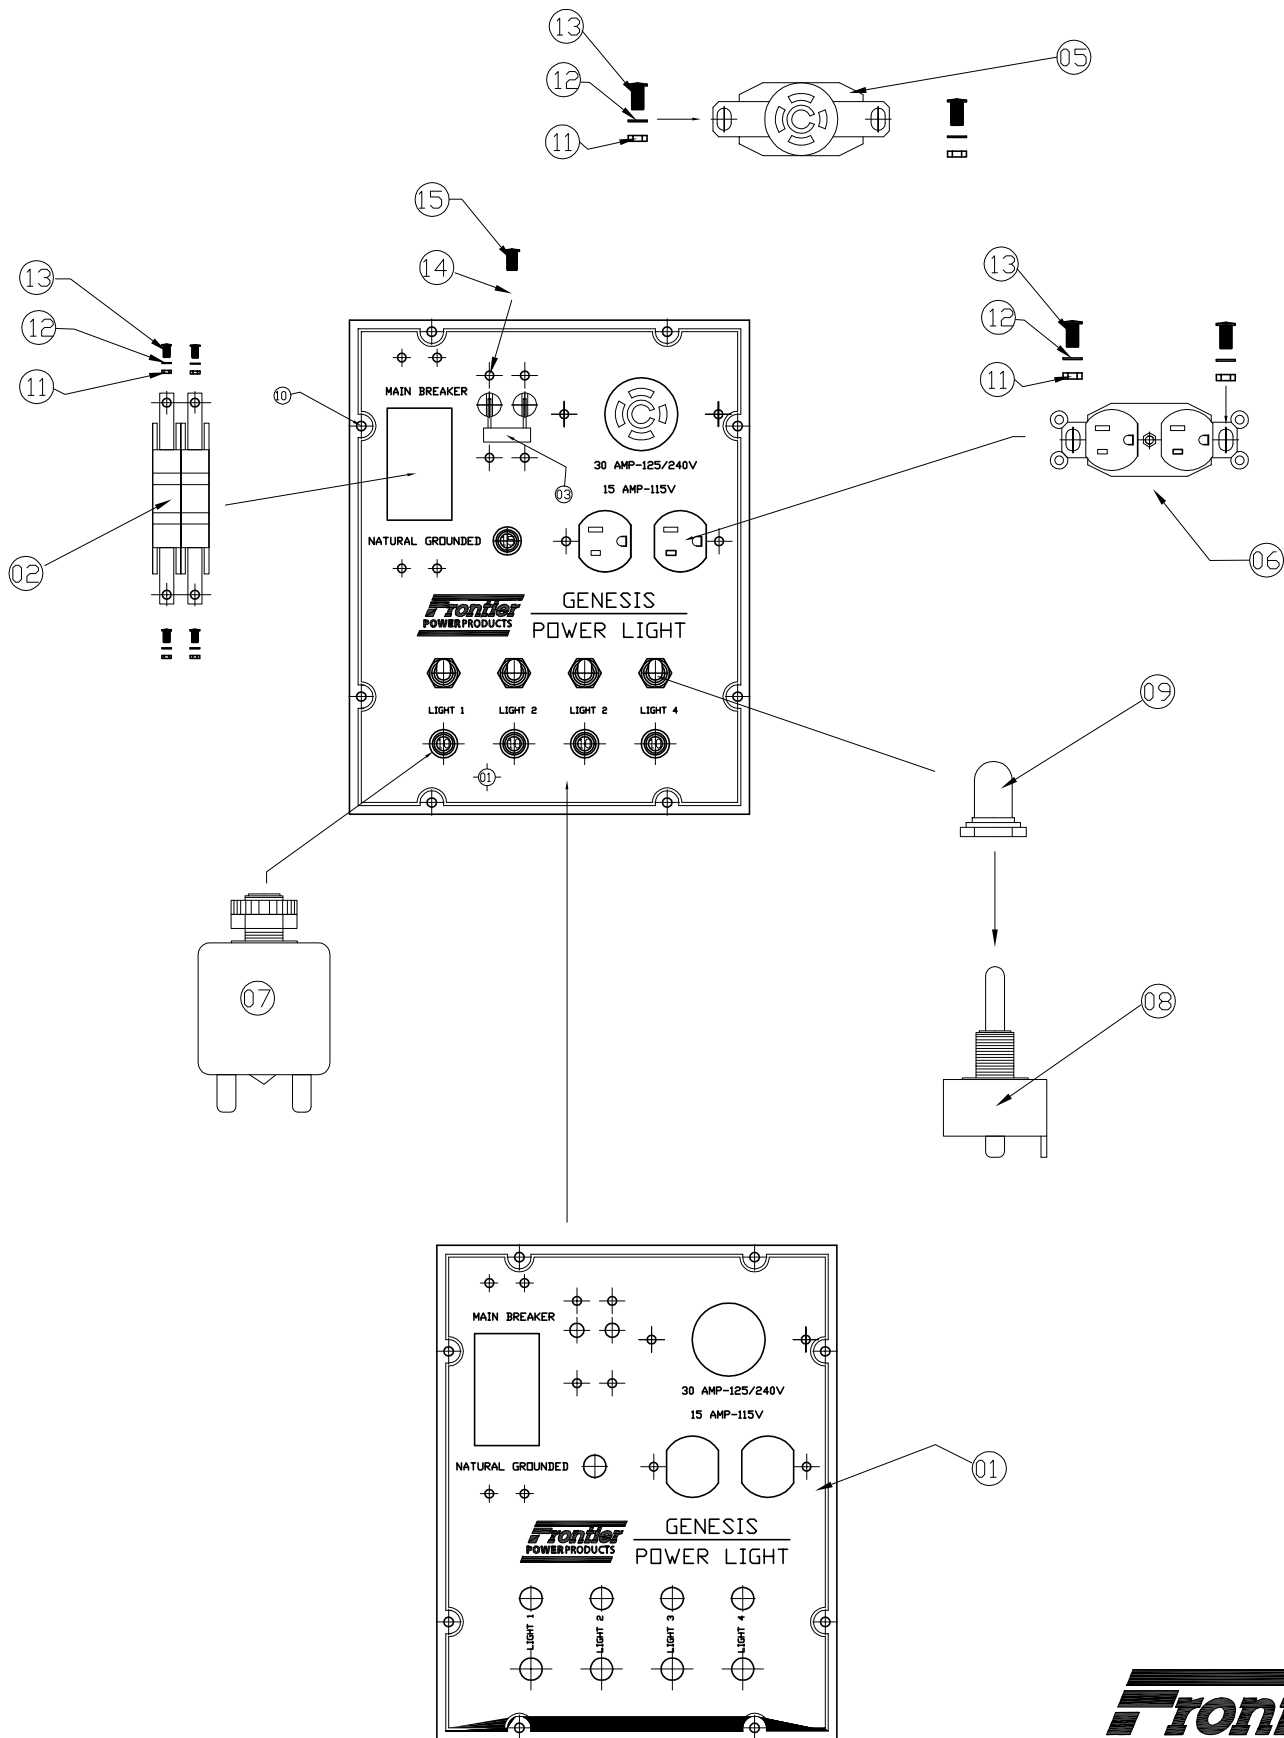 13
05
12
11
15
14
13
12
11
13
12
11
10
MAIN BREAKER
30 AMP-125/240V
03
15 AMP-115V
NATURAL GROUNDED
02
06
Frontier
POWERPRODUCTS
GENESIS
POWER LIGHT
LIGHT 1 LIGHT 2 LIGHT 2 LIGHT 4
01
09
07
08
MAIN BREAKER
30 AMP-125/240V
15 AMP-115V
NATURAL GROUNDED
01
Frontier
POWERPRODUCTS
GENESIS
POWER LIGHT
LIGHT 1
LIGHT 2
LIGHT 3
LIGHT 4
Front